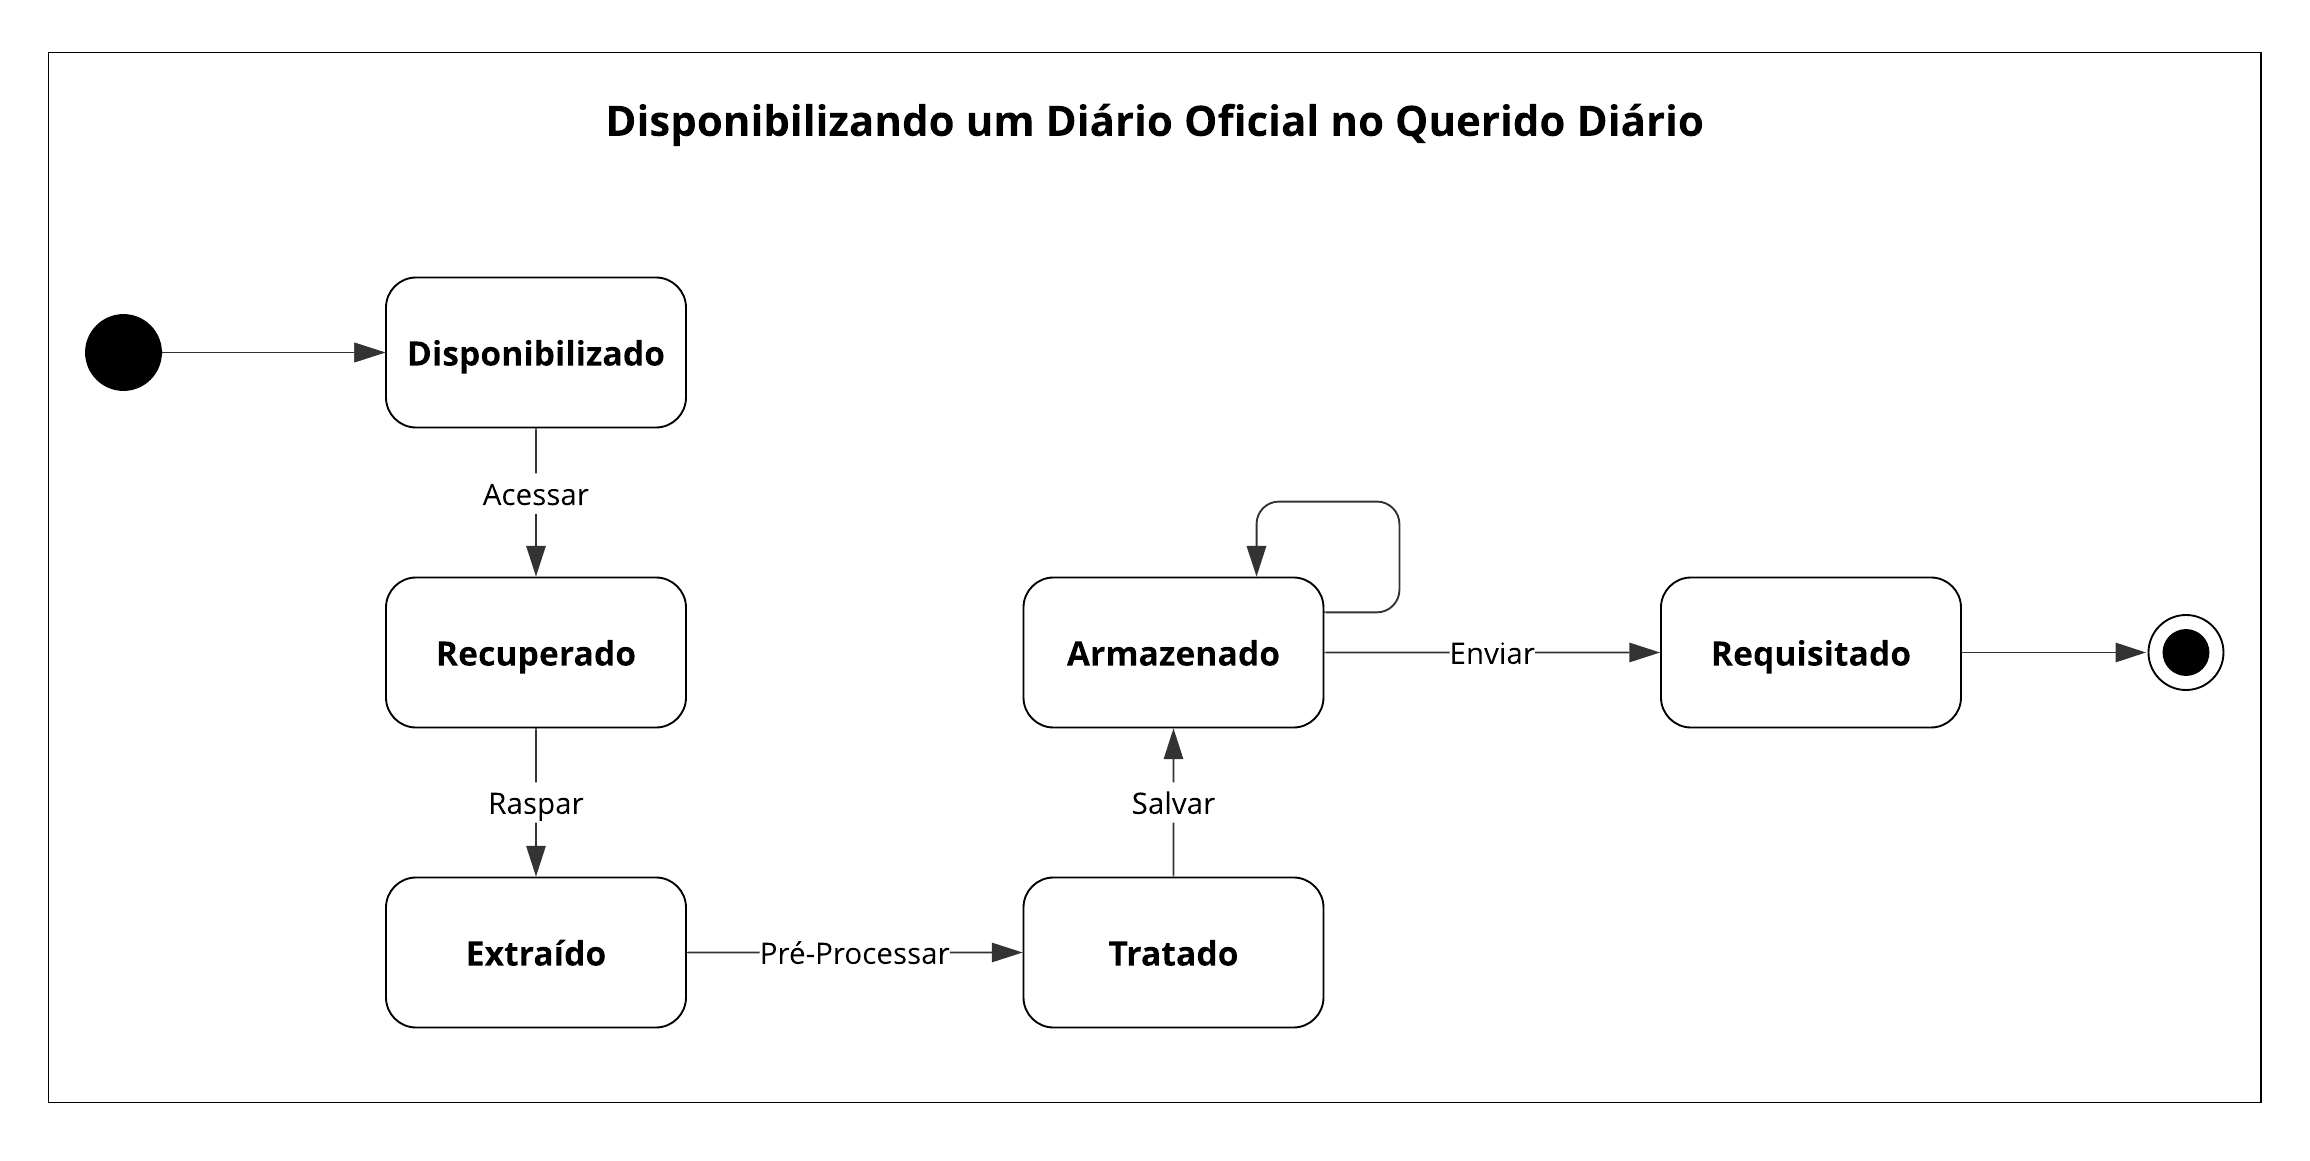 Disponibilizando um Diário Oficial no Querido Diário
Disponibilizado
Acessar
Recuperado
Raspar
Extraído
Pré-Processar
Tratado
Salvar
Armazenado
Enviar
Requisitado